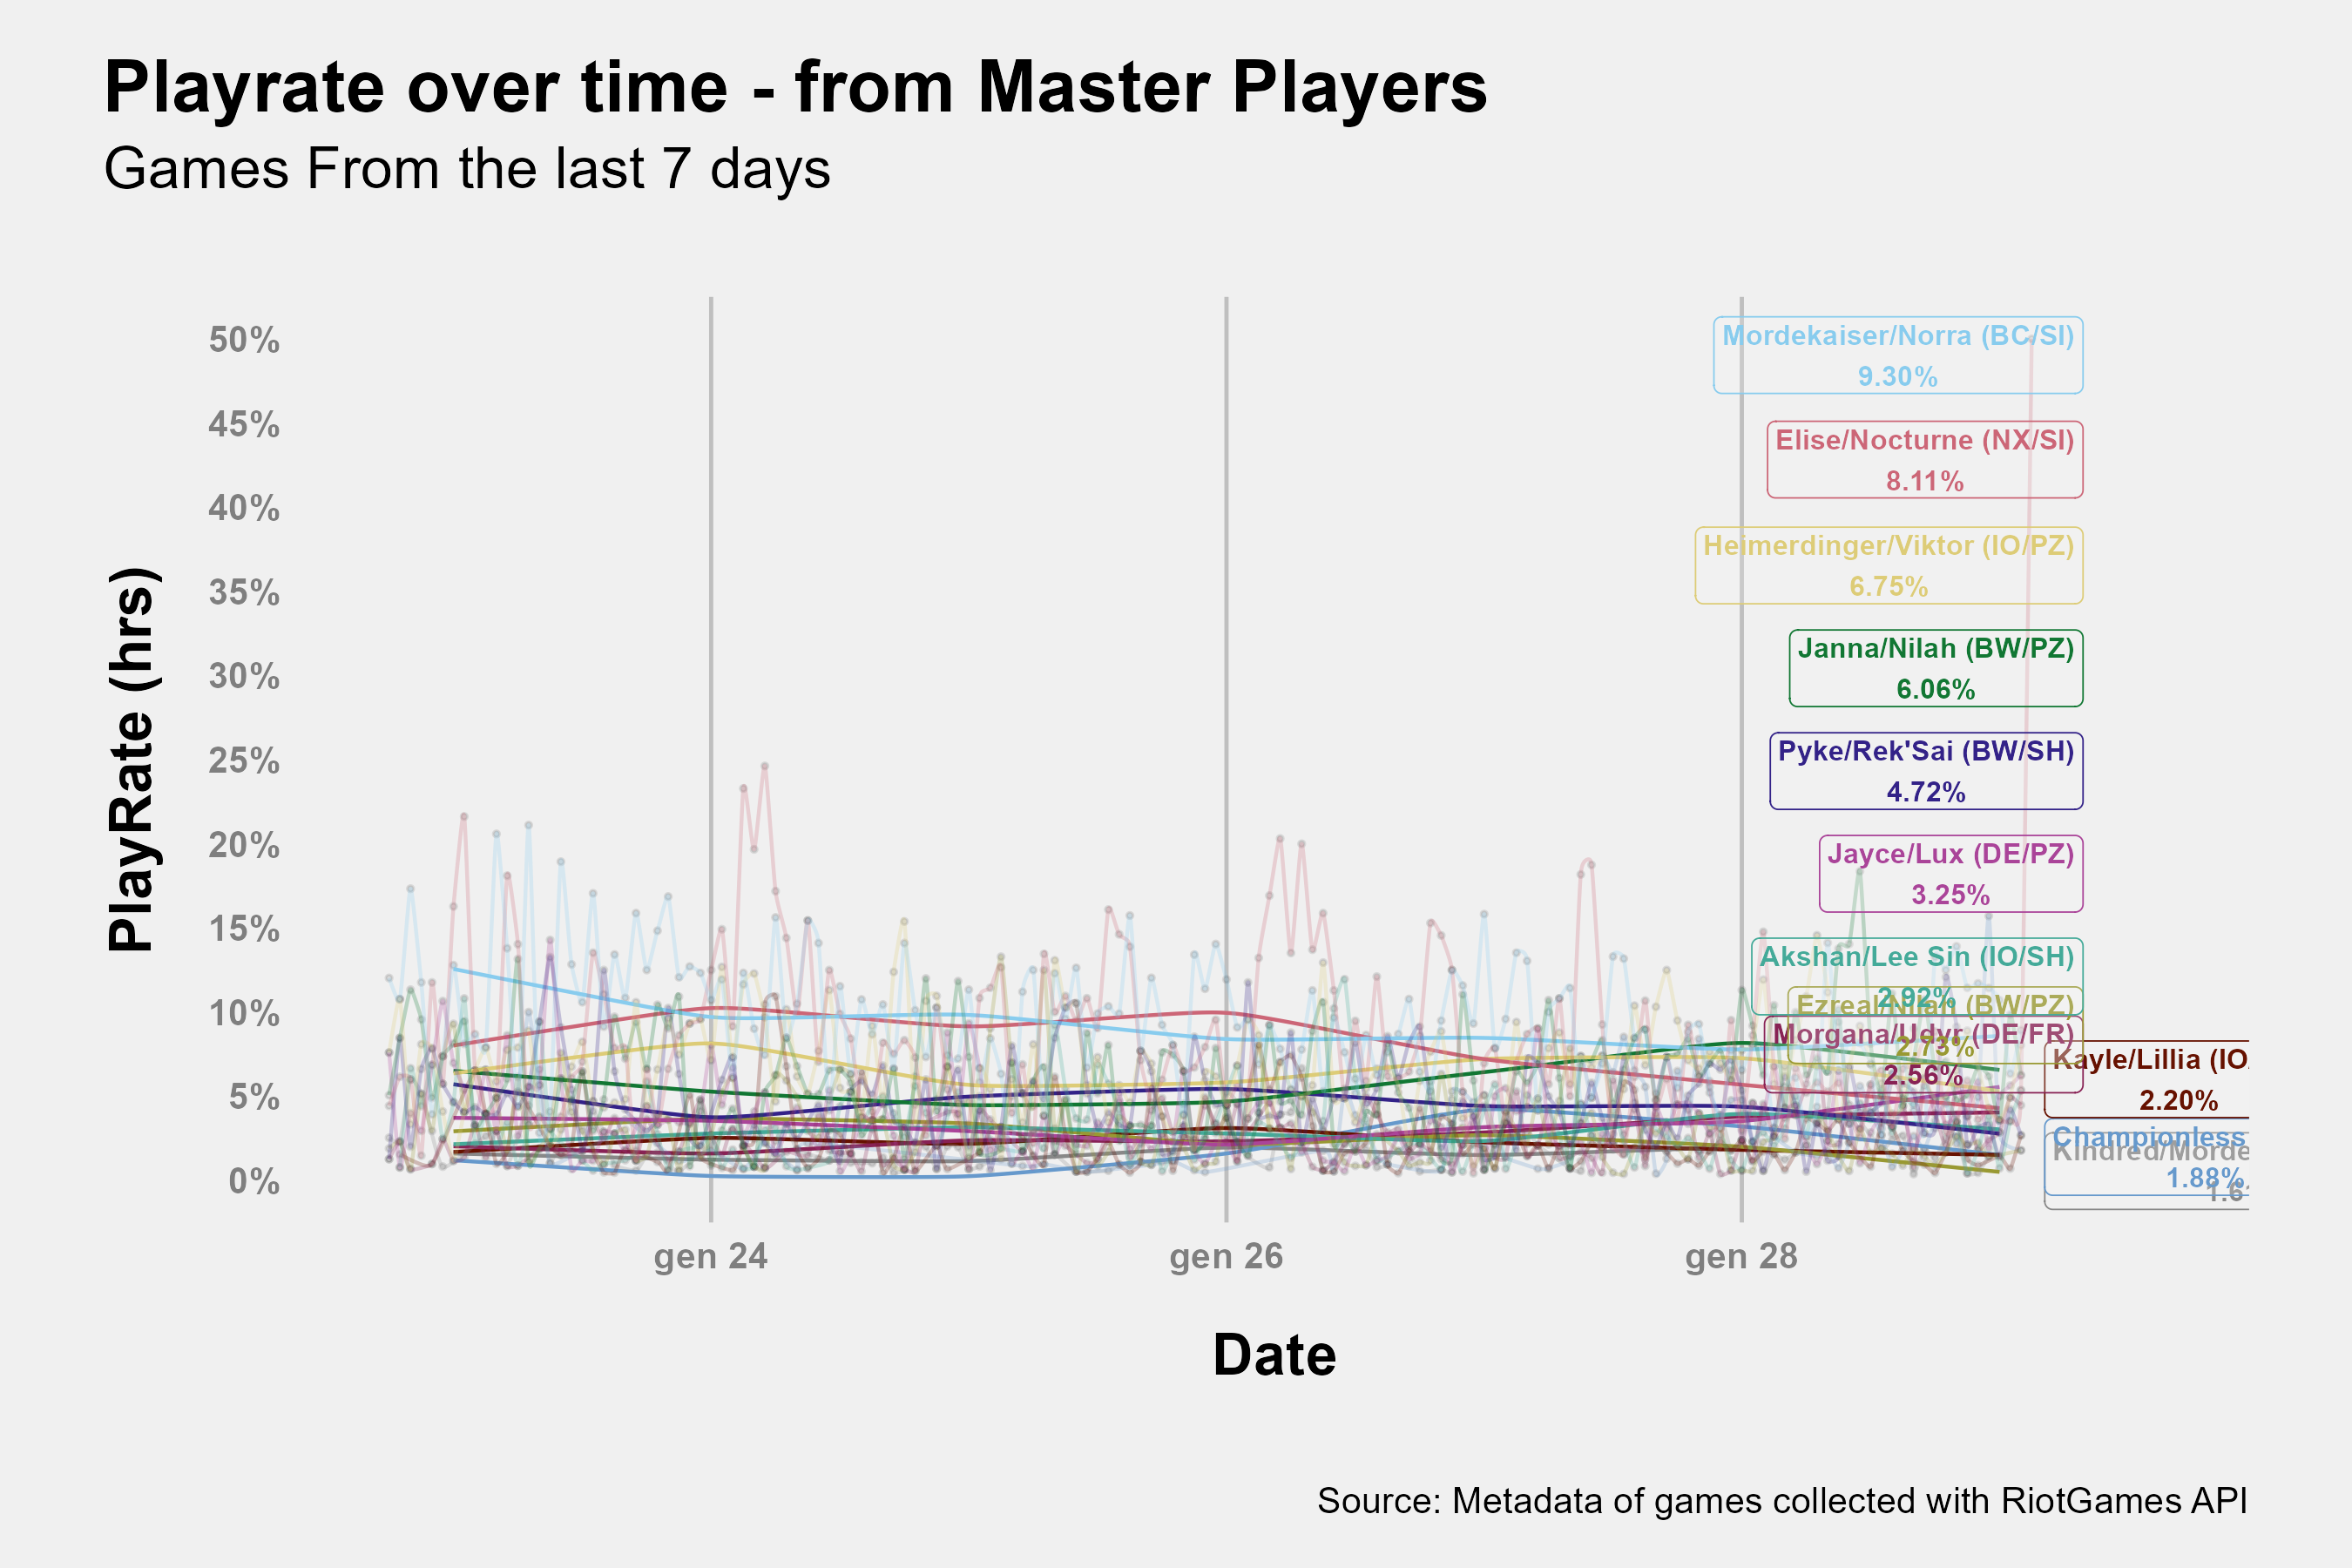 Playrate over time - from Master Players
Games From the last 7 days
PlayRate (hrs)
50%
45%
40%
35%
30%
25%
20%
15%
10%
5%
0%
Mordekaiser/Norra (BC/SI)
9.30%
Elise/Nocturne (NX/SI)
8.11%
Heimerdinger/Viktor (IO/PZ)
6.75%
Janna/Nilah (BW/PZ)
6.06%
Pyke/Rek'Sai (BW/SH)
4.72%
Jayce/Lux (DE/PZ)
3.25%
Akshan/Lee Sin (IO/SH)
2.92%
Ezreal/Nilah (BW/PZ)
2.73%
Morgana/Udyr (DE/FR)
2.56%
Kayle/Lillia (IO
2.20%
Championless
1.88%
Kindred/Morde
1.6
gen 24
gen 26
gen 28
Date
Source: Metadata of games collected with RiotGames API